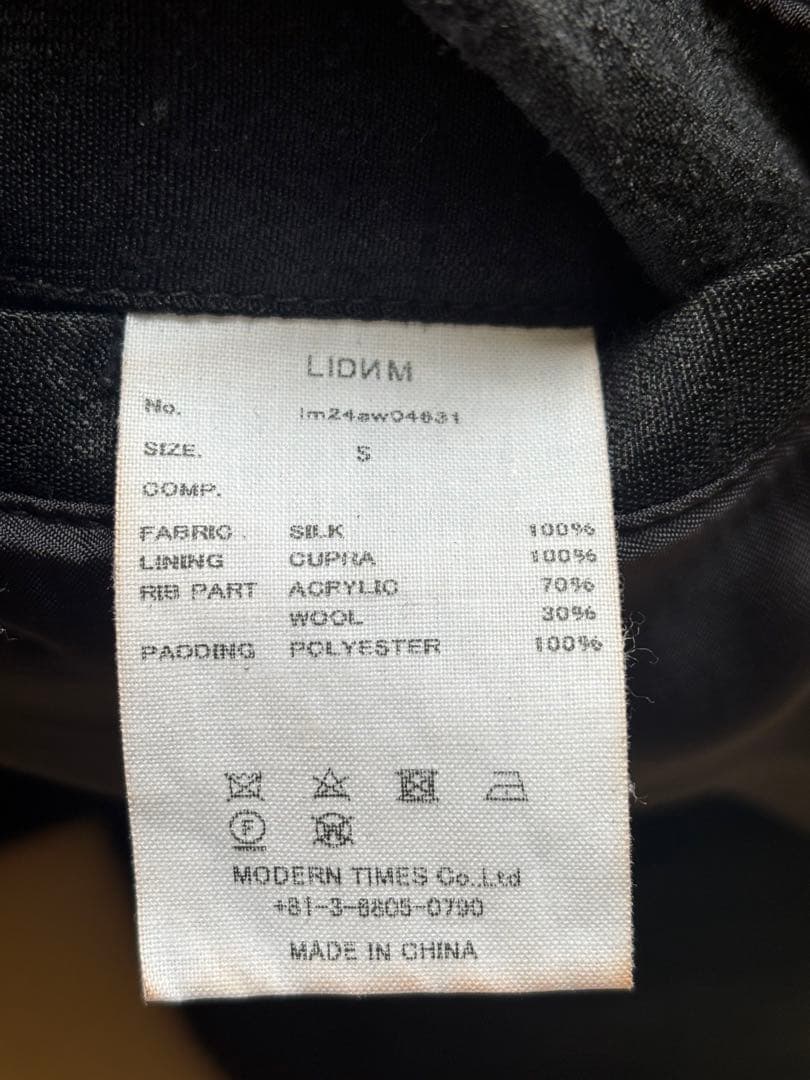 LIDИM
No. lm24aw04631
SIZE. S
COMP.
FABRIC . SILK 100%
LINING CUPRA 100%
RIB PART ACRYLIC 70%
WOOL 30%
PADDING POLYESTER 100%
F
W
MODERN TIMES Co.,Ltd
+81-3-6805-0790
MADE IN CHINA